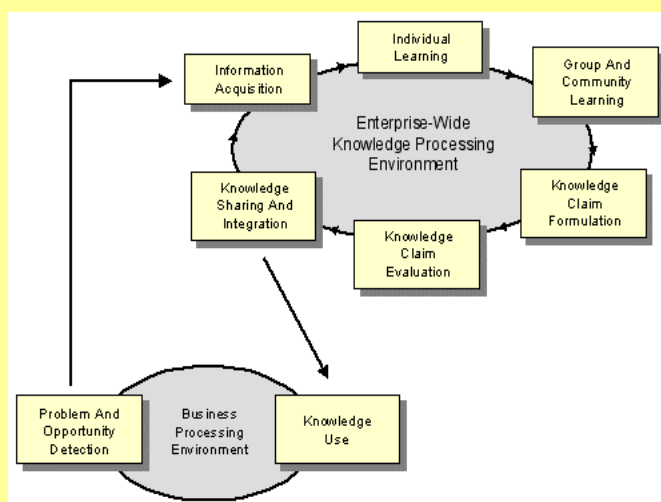 Individual
Learning
Information
Acquisition
Group And
Community
Learning
Enterprise-Wide
Knowledge Processing
Environment
Knowledge
Sharing And
Integration
Knowledge
Claim
Formulation
Knowledge
Claim
Evaluation
Problem And
Opportunity
Detection
Business
Processing
Environment
Knowledge
Use